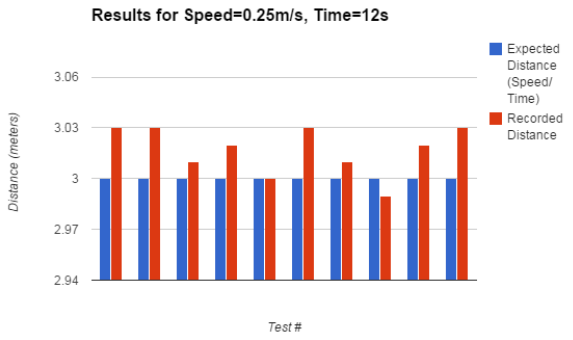 Results for Speed=0.25m/s, Time=12s
Distance (meters)
3.06
3.03
3
2.97
2.94
Test #
Expected
Distance
(Speed/
Time)
Recorded
Distance